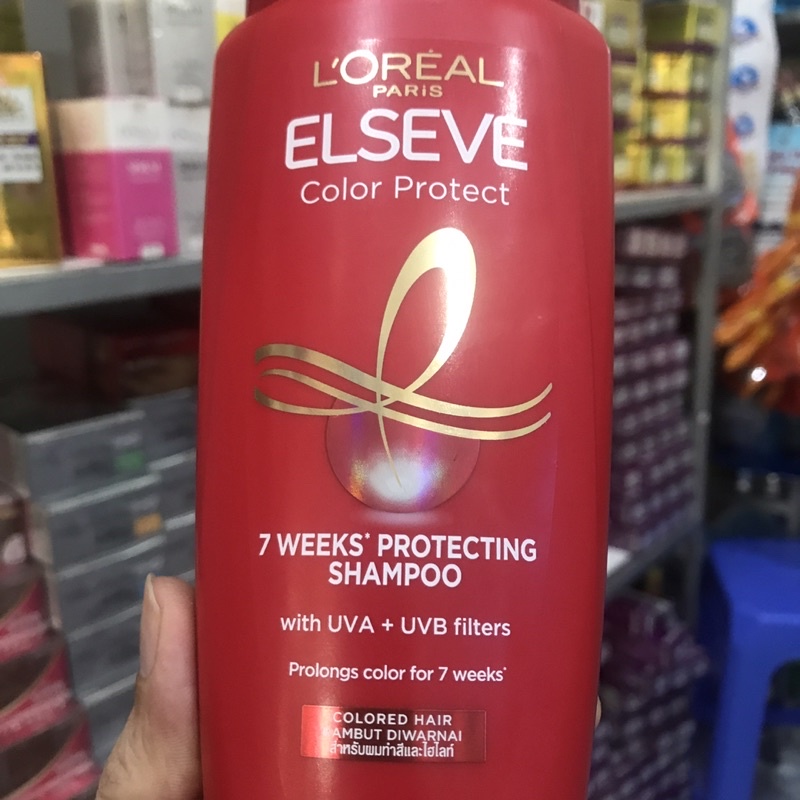 L'ORÉAL
PARIS
ELSEVE
Color Protect
7 WEEKS* PROTECTING
SHAMPOO
with UVA + UVB filters
Prolongs color for 7 weeks*
COLORED HAIR
RAMBUT DIWARNAI
สำหรับผมทำสีและไฮไลท์